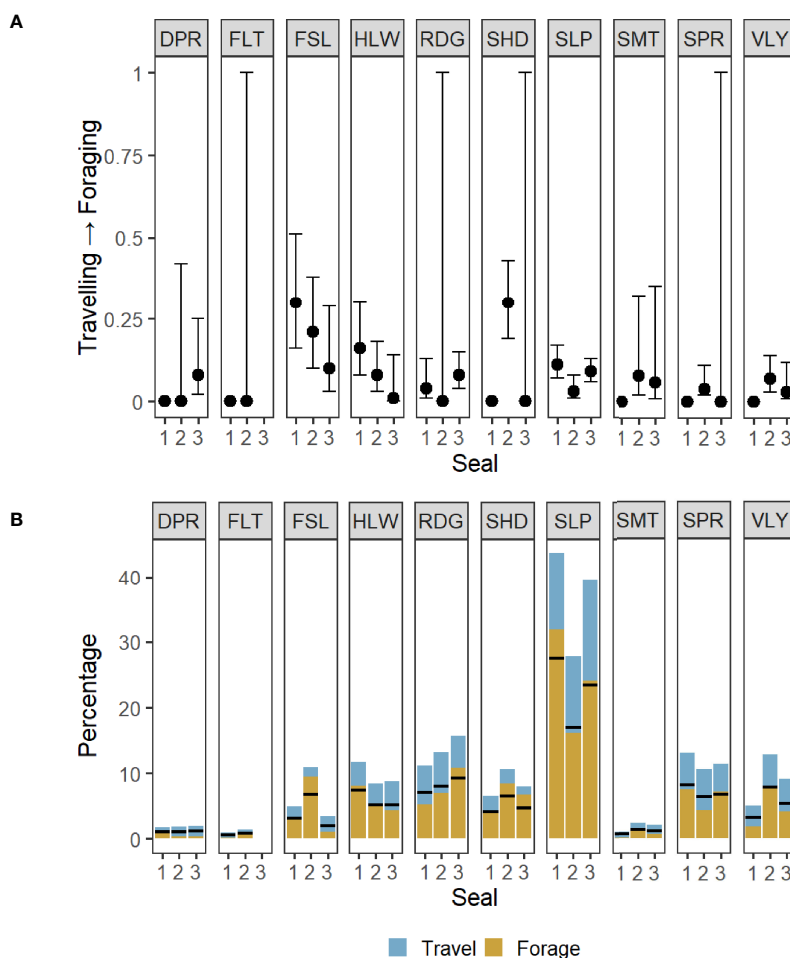 A
DPR FLT FSL HLW RDG SHD SLP SMT SPR VLY
1
0.75
0.5
0.25
0
Travelling → Foraging
1 2 3 1 2 3 1 2 3 1 2 3 1 2 3 1 2 3 1 2 3 1 2 3 1 2 3 1 2 3
Seal
B
DPR FLT FSL HLW RDG SHD SLP SMT SPR VLY
40
30
20
10
0
Percentage
1 2 3 1 2 3 1 2 3 1 2 3 1 2 3 1 2 3 1 2 3 1 2 3 1 2 3 1 2 3
Seal
Travel Forage